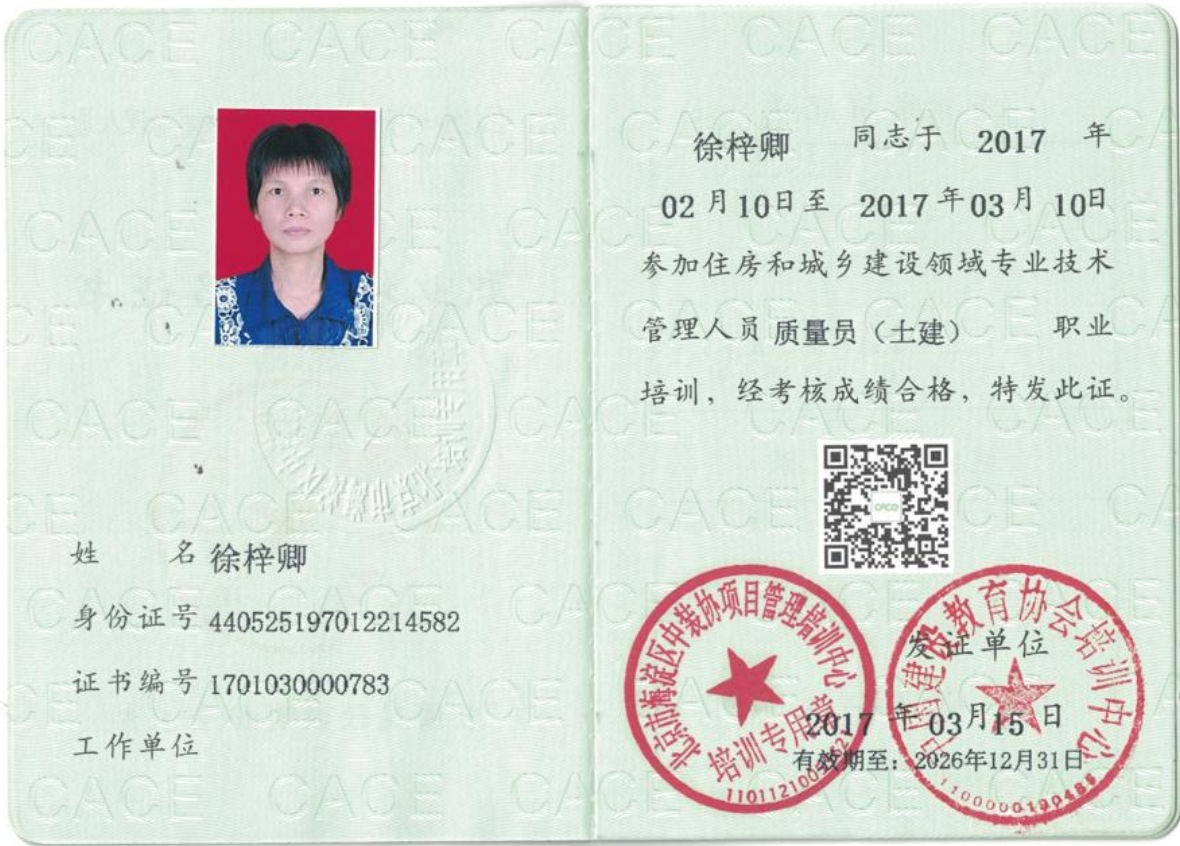 姓 名 徐梓卿
身份证号 440525197012214582
证书编号 1701030000783
工作单位
徐梓卿 同志于 2017 年
02 月 10 日至 2017 年 03 月 10 日
参加住房和城乡建设领域专业技术
管理人员 质量员（土建） 职业
培训，经考核成绩合格，特发此证。
北京市海淀区中装协项目管理培训中心
培训专用章
中国建设教育协会培训中心
发证单位
2017 年 03 月 15 日
有效期至：2026年12月31日
1100000190486
CACE